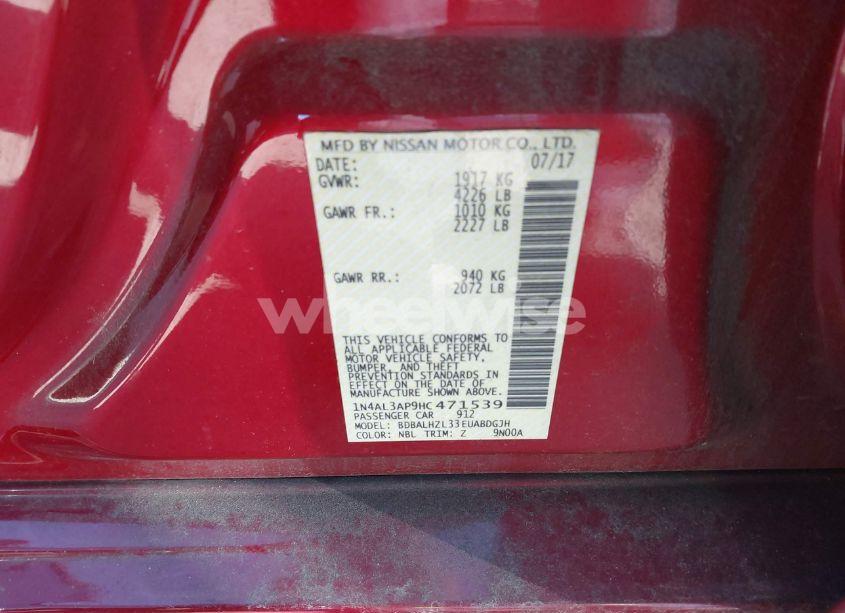 MFD BY NISSAN MOTOR CO., LTD.
DATE: 07/17
GVWR: 1917 KG
4226 LB
GAWR FR.: 1010 KG
2227 LB
GAWR RR.: 940 KG
2072 LB
wheelwise
THIS VEHICLE CONFORMS TO
ALL APPLICABLE FEDERAL
MOTOR VEHICLE SAFETY,
BUMPER, AND THEFT
PREVENTION STANDARDS IN
EFFECT ON THE DATE OF
MANUFACTURE SHOWN ABOVE.
1N4AL3AP9HC471539
PASSENGER CAR 912
MODEL: BDBALHZL33EUABDGJH
COLOR: NBL TRIM: Z 9N00A